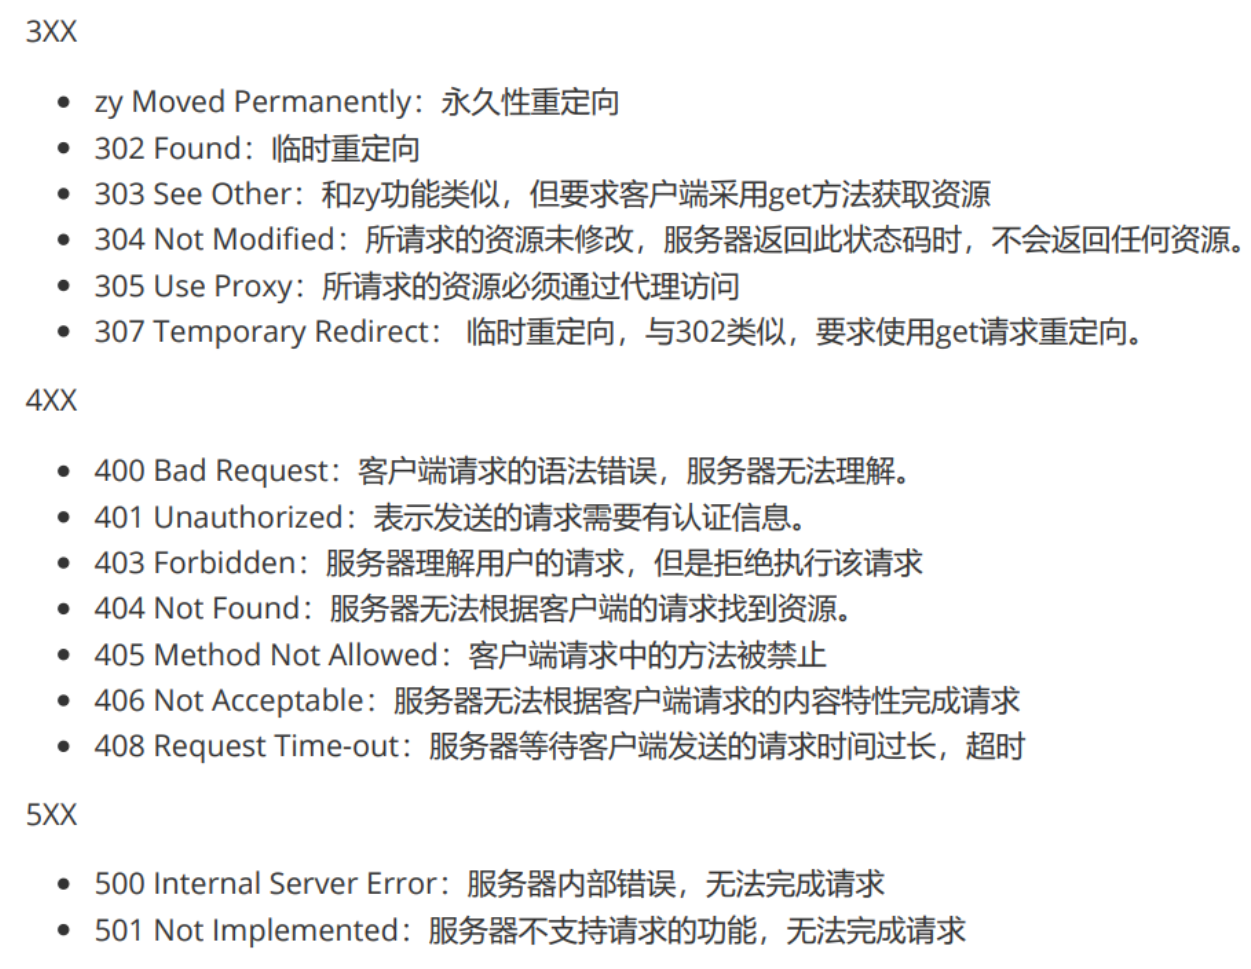 3XX
zy Moved Permanently：永久性重定向
302 Found：临时重定向
303 See Other：和zy功能类似，但要求客户端采用get方法获取资源
304 Not Modified：所请求的资源未修改，服务器返回此状态码时，不会返回任何资源。
305 Use Proxy：所请求的资源必须通过代理访问
307 Temporary Redirect： 临时重定向，与302类似，要求使用get请求重定向。
4XX
400 Bad Request：客户端请求的语法错误，服务器无法理解。
401 Unauthorized：表示发送的请求需要有认证信息。
403 Forbidden：服务器理解用户的请求，但是拒绝执行该请求
404 Not Found：服务器无法根据客户端的请求找到资源。
405 Method Not Allowed：客户端请求中的方法被禁止
406 Not Acceptable：服务器无法根据客户端请求的内容特性完成请求
408 Request Time-out：服务器等待客户端发送的请求时间过长，超时
5XX
500 Internal Server Error：服务器内部错误，无法完成请求
501 Not Implemented：服务器不支持请求的功能，无法完成请求